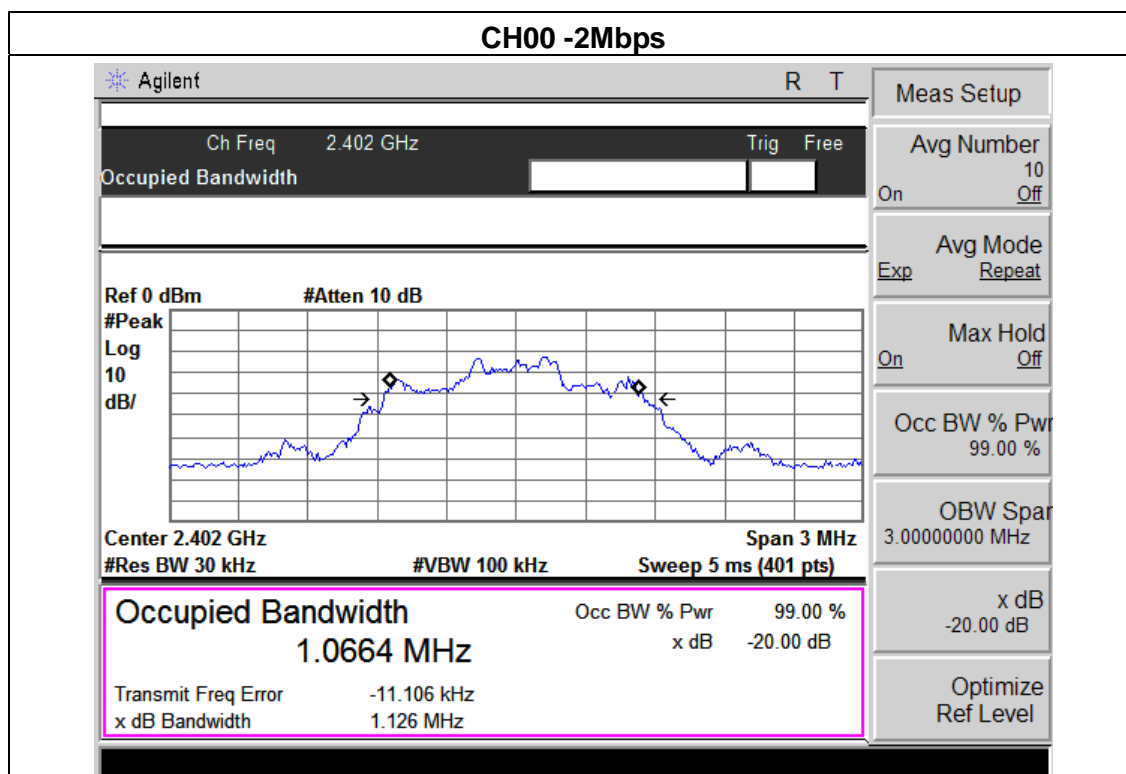 CH00 -2Mbps
Agilent R T
Ch Freq 2.402 GHz Trig Free
Occupied Bandwidth
Ref 0 dBm #Atten 10 dB
#Peak
Log
10
dB/
Center 2.402 GHz Span 3 MHz
#Res BW 30 kHz #VBW 100 kHz Sweep 5 ms (401 pts)
Occupied Bandwidth Occ BW % Pwr 99.00 %
1.0664 MHz x dB -20.00 dB
Transmit Freq Error -11.106 kHz
x dB Bandwidth 1.126 MHz
Meas Setup
Avg Number
10
On Off
Avg Mode
Exp Repeat
Max Hold
On Off
Occ BW % Pwr
99.00 %
OBW Span
3.00000000 MHz
x dB
-20.00 dB
Optimize
Ref Level